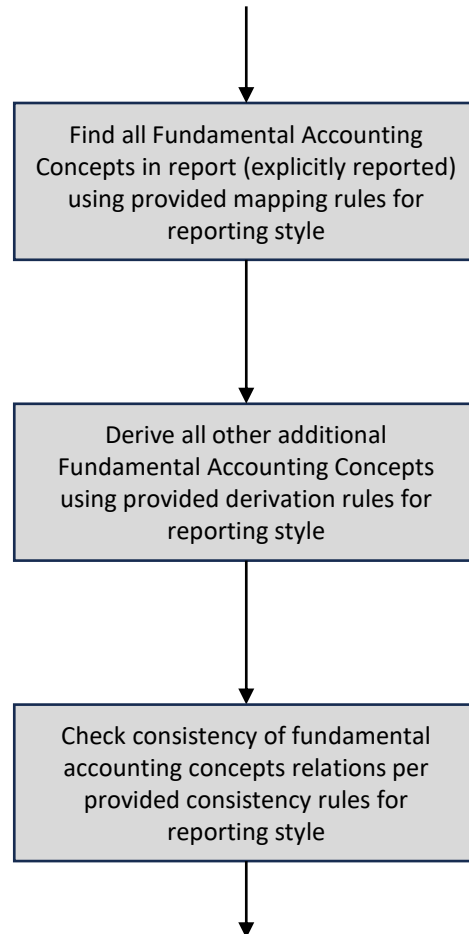 Find all Fundamental Accounting
Concepts in report (explicitly reported)
using provided mapping rules for
reporting style
Derive all other additional
Fundamental Accounting Concepts
using provided derivation rules for
reporting style
Check consistency of fundamental
accounting concepts relations per
provided consistency rules for
reporting style